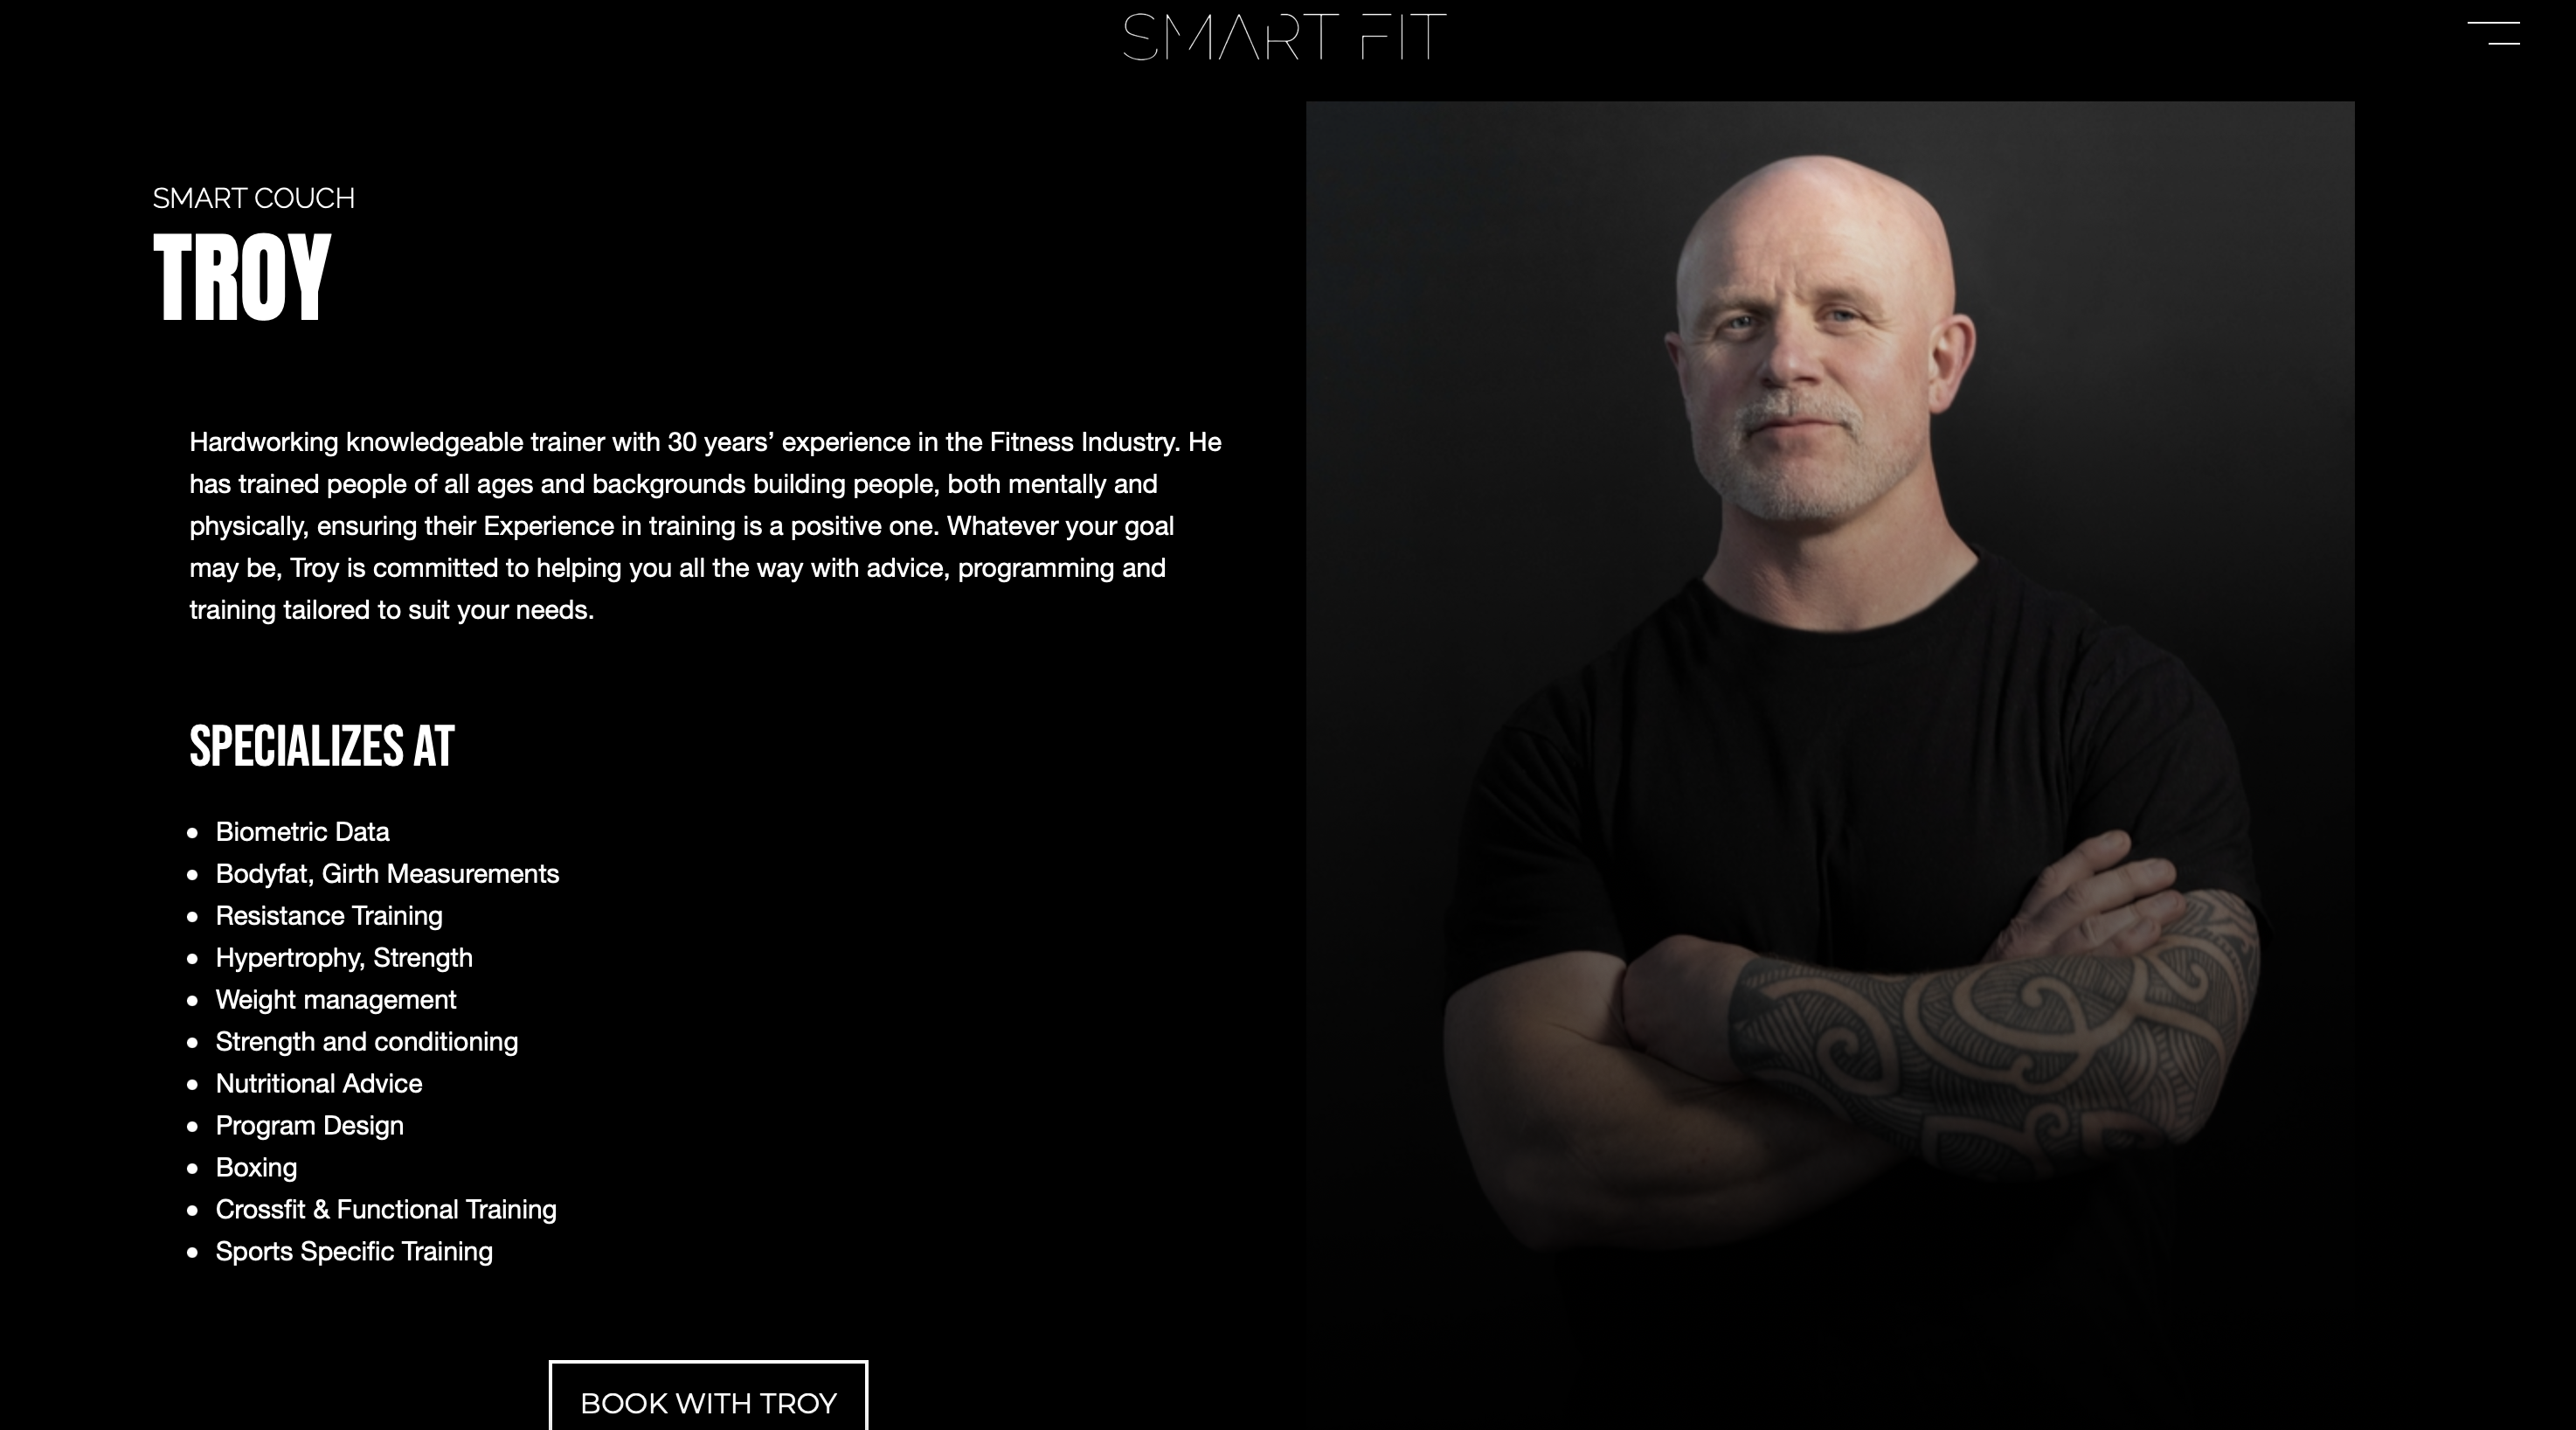 SMART FIT
SMART COUCH
TROY
Hardworking knowledgeable trainer with 30 years’ experience in the Fitness Industry. He
has trained people of all ages and backgrounds building people, both mentally and
physically, ensuring their Experience in training is a positive one. Whatever your goal
may be, Troy is committed to helping you all the way with advice, programming and
training tailored to suit your needs.
SPECIALIZES AT
• Biometric Data
• Bodyfat, Girth Measurements
• Resistance Training
• Hypertrophy, Strength
• Weight management
• Strength and conditioning
• Nutritional Advice
• Program Design
• Boxing
• Crossfit & Functional Training
• Sports Specific Training
BOOK WITH TROY